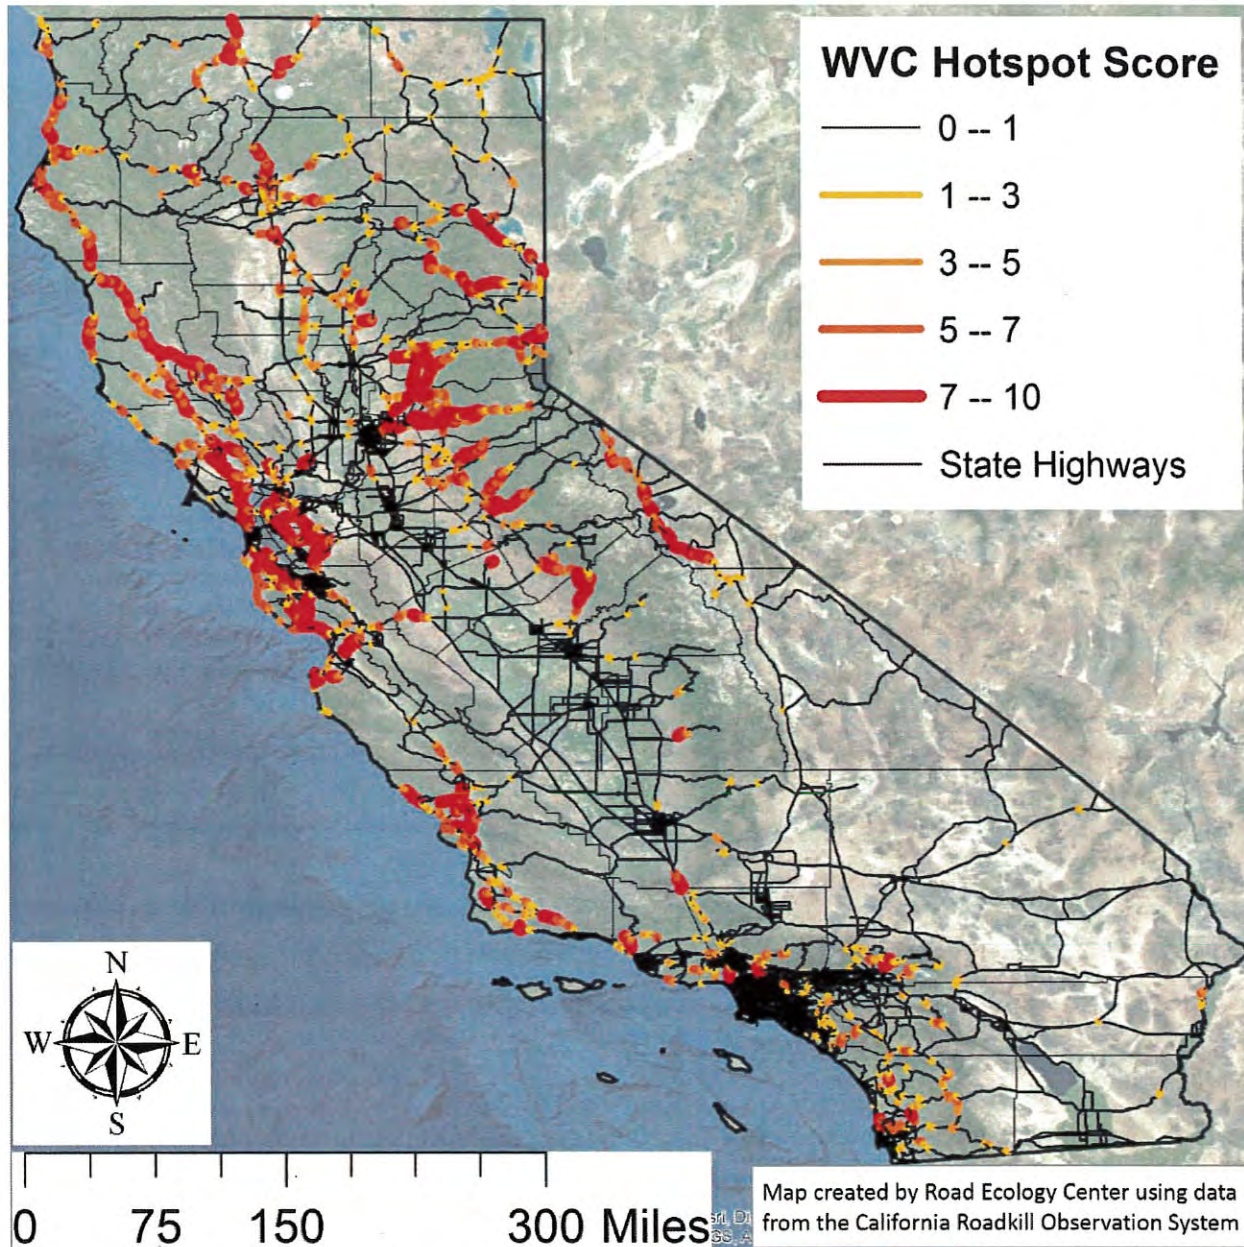 WVC Hotspot Score
0 -- 1
1 -- 3
3 -- 5
5 -- 7
7 -- 10
State Highways
N
W E
S
0 75 150 300 Miles
Map created by Road Ecology Center using data
from the California Roadkill Observation System